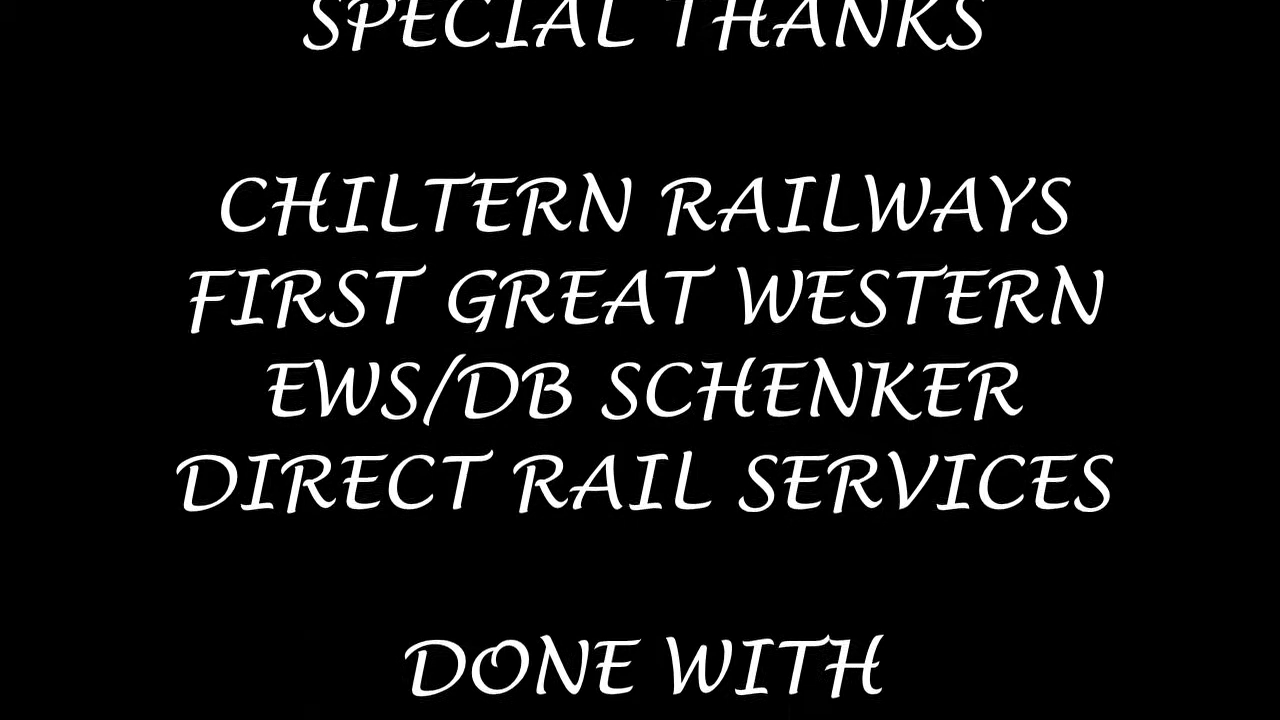 SPECIAL THANKS
CHILTERN RAILWAYS
FIRST GREAT WESTERN
EWS/DB SCHENKER
DIRECT RAIL SERVICES
DONE WITH